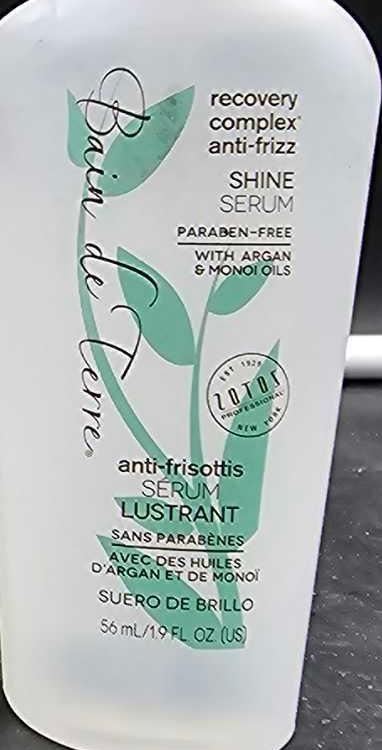 Bain de Terre®
recovery
complex®
anti-frizz
SHINE
SERUM
PARABEN-FREE
WITH ARGAN
& MONOÏ OILS
EST 1929
ZOTOS
PROFESSIONAL
NEW YORK
anti-frisottis
SÉRUM
LUSTRANT
SANS PARABÈNES
AVEC DES HUILES
D'ARGAN ET DE MONOÏ
SUERO DE BRILLO
56 mL/1.9 FL. OZ. (US)